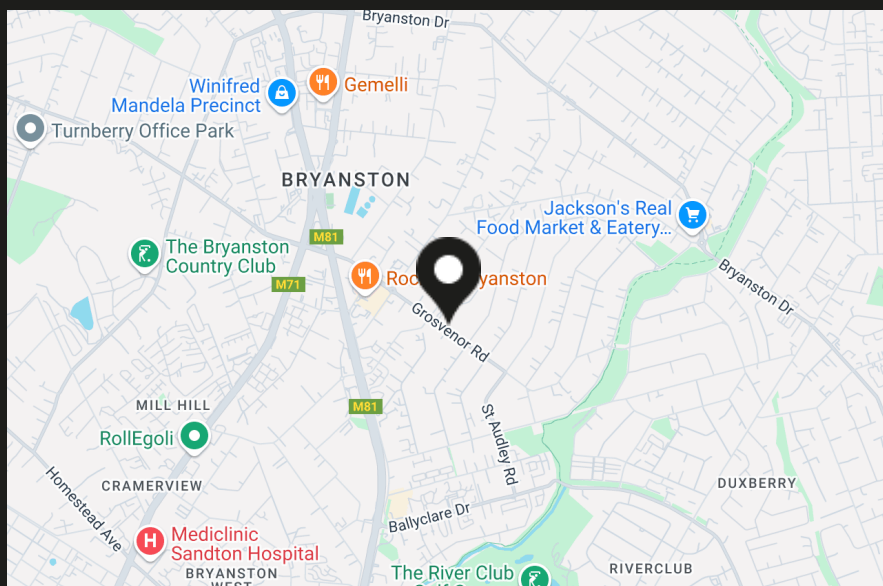 Bryanston Dr
Winifred
Mandela Precinct
Gemelli
Turnberry Office Park
BRYANSTON
Jackson's Real
Food Market & Eatery...
M81
The Bryanston
Country Club
M71
Bryanston Dr
Grosvenor Rd
MILL HILL
M81
RollEgoli
St Audley Rd
Homestead Ave
CRAMERVIEW
DUXBERRY
Ballyclare Dr
H
Mediclinic
Sandton Hospital
BRYANSTON
WEST
The River Club
RIVERCLUB